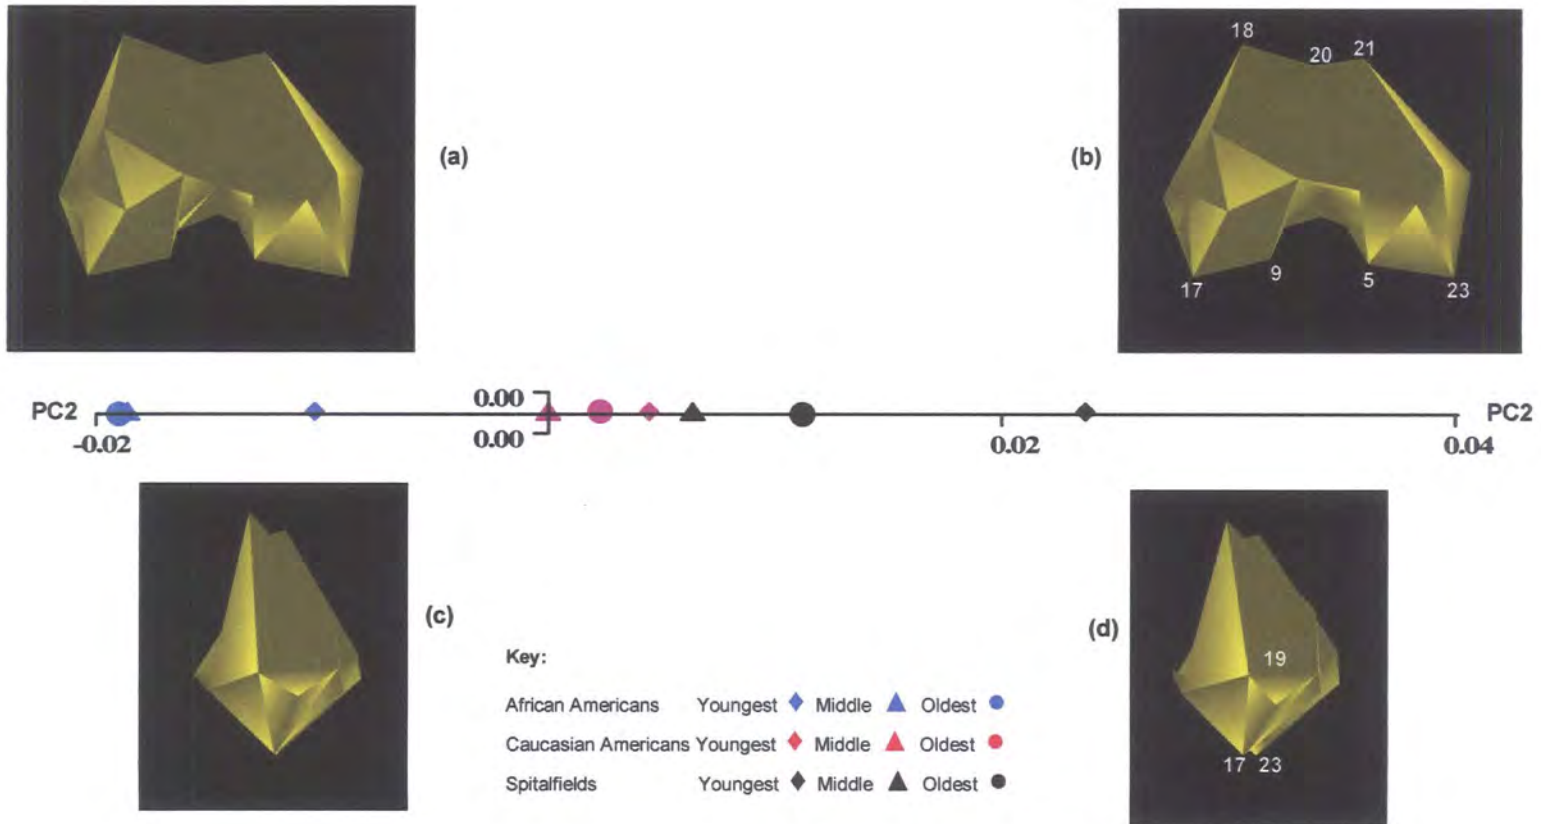 18
20 21
(a)
(b)
17 9 5 23
PC2 0.00 PC2
-0.02 0.00 0.02 0.04
(c)
(d)
19
17 23
Key:
African Americans Youngest Middle Oldest
Caucasian Americans Youngest Middle Oldest
Spitalfields Youngest Middle Oldest